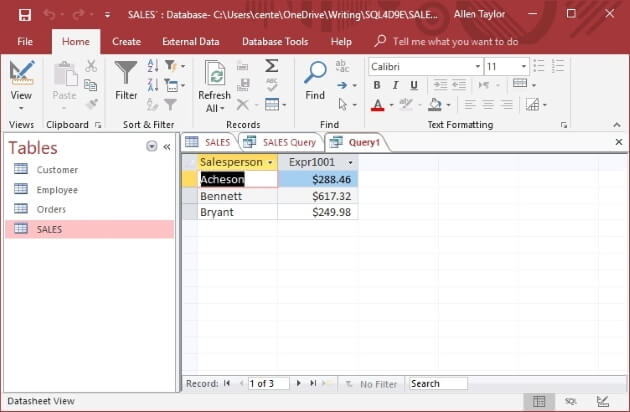 SALES` : Database- C:\Users\cente\OneDrive\Writing\SQL4D9E\SALE... Allen Taylor
File Home Create External Data Database Tools Tell me what you want to do
View
Views
Paste
Clipboard
Filter
Sort & Filter
Refresh All
Records
Find
ab
ac
Find
Calibri 11
B I U
A
Text Formatting
Tables
Customer
Employee
Orders
SALES
SALES SALES Query Query1
Salesperson Expr1001
Acheson $288.46
Bennett $617.32
Bryant $249.98
Record: 1 of 3 No Filter Search
Datasheet View SQL